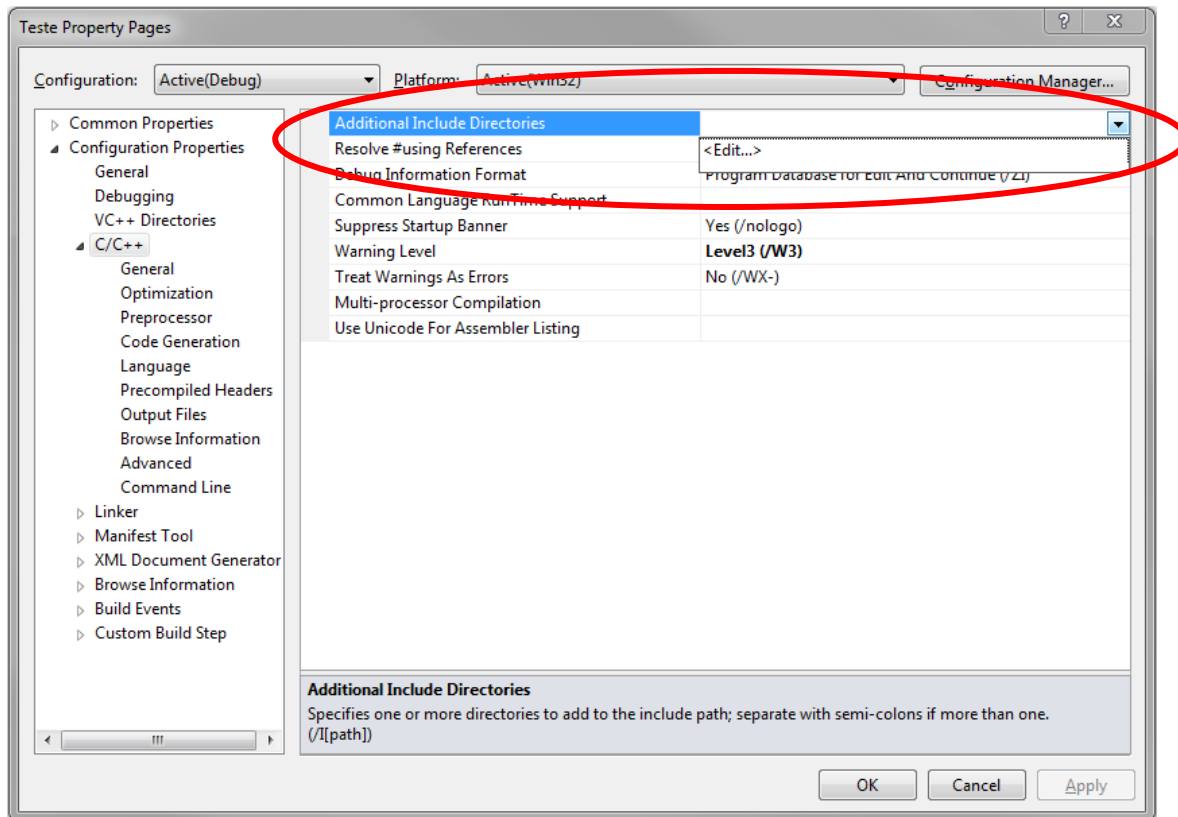 Teste Property Pages
Configuration: Active(Debug) Platform: Active(Win32) Configuration Manager...
Common Properties
Configuration Properties
General
Debugging
VC++ Directories
C/C++
General
Optimization
Preprocessor
Code Generation
Language
Precompiled Headers
Output Files
Browse Information
Advanced
Command Line
Linker
Manifest Tool
XML Document Generator
Browse Information
Build Events
Custom Build Step
Additional Include Directories
Resolve #using References <Edit...>
Debug Information Format Program Database for Edit And Continue (/ZI)
Common Language RunTime Support
Suppress Startup Banner Yes (/nologo)
Warning Level Level3 (/W3)
Treat Warnings As Errors No (/WX-)
Multi-processor Compilation
Use Unicode For Assembler Listing
Additional Include Directories
Specifies one or more directories to add to the include path; separate with semi-colons if more than one.
(/I[path])
OK Cancel Apply